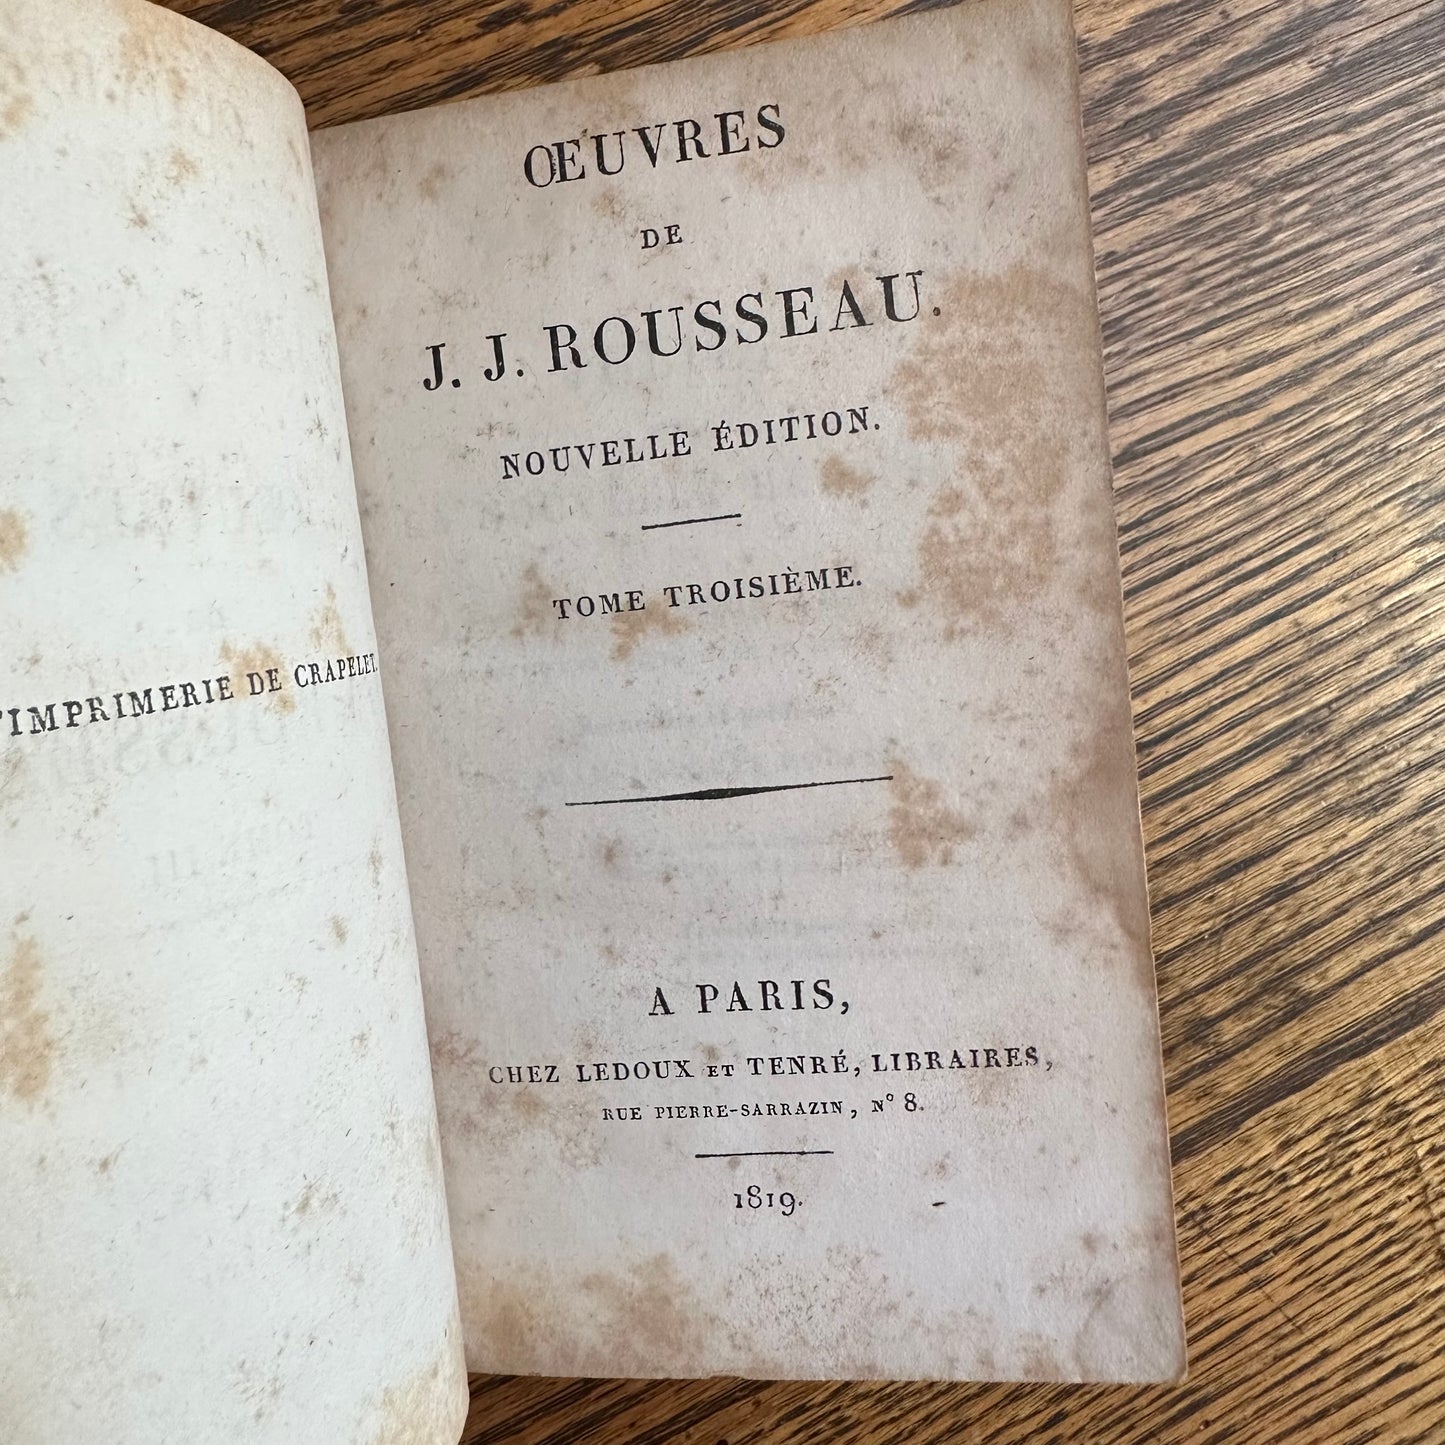 'IMPRIMERIE DE CRAPELET.
ŒUVRES
DE
J. J. ROUSSEAU.
NOUVELLE ÉDITION.
TOME TROISIÈME.
A PARIS,
CHEZ LEDOUX ET TENRÉ, LIBRAIRES,
RUE PIERRE-SARRAZIN, N° 8.
1819.